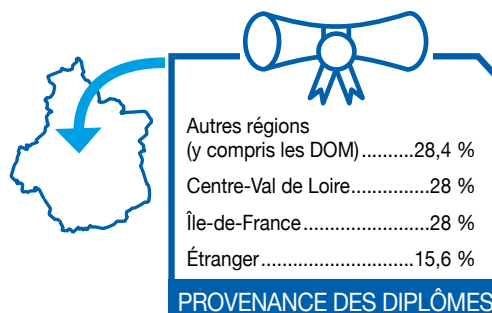 Autres régions
(y compris les DOM)..........28,4 %
Centre-Val de Loire...............28 %
Île-de-France........................28 %
Étranger.............................15,6 %
PROVENANCE DES DIPLÔMES